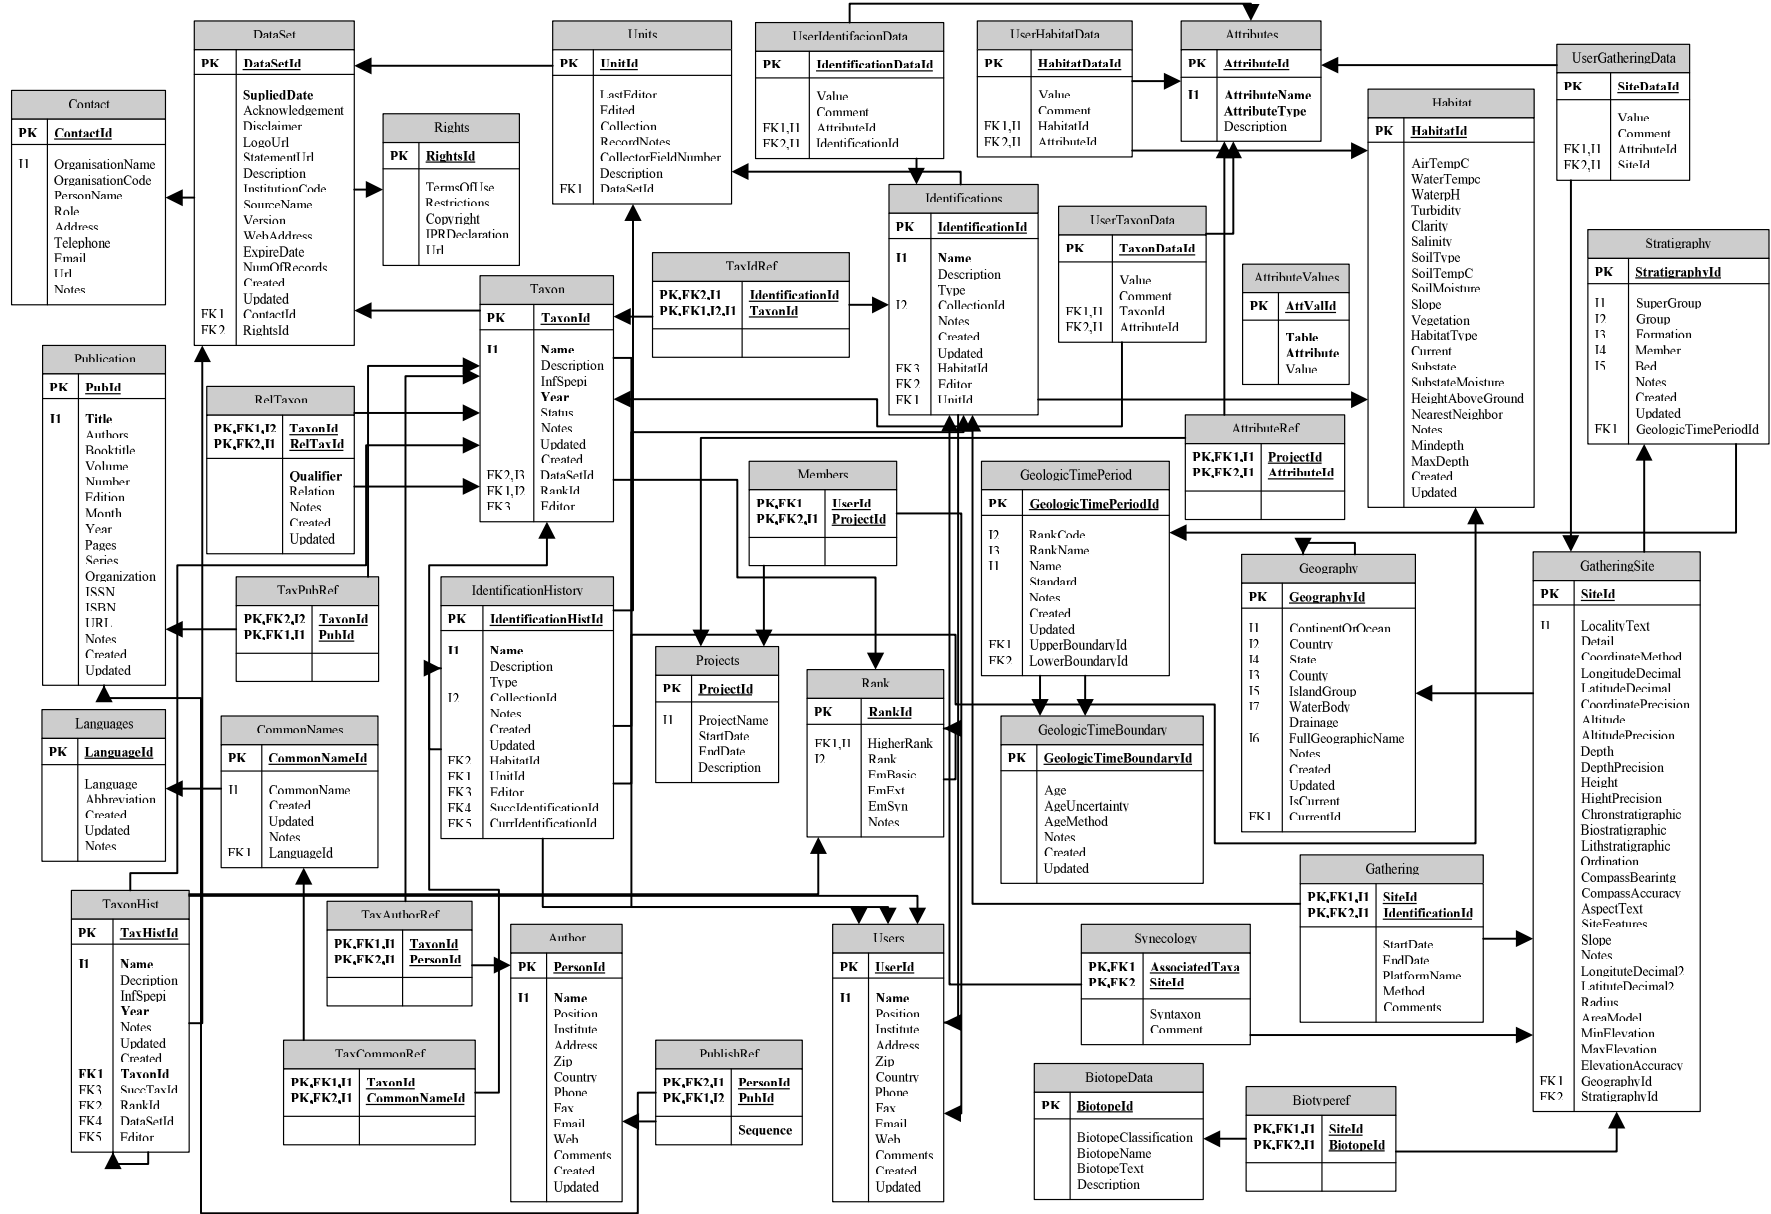 DataSet
PK DataSetId
SupliedDate
Acknowledgement
Disclaimer
LogoUrl
StatementUrl
Description
InstitutionCode
SourceName
Version
WebAddress
ExpireDate
NumOfRecords
Created
Updated
FK1 ContactId
FK2 RightsId
Units
PK UnitId
LastEditor
Edited
Collection
RecordNotes
CollectorFieldNumber
Description
FK1 DataSetId
UserIdentifacionData
PK IdentificationDataId
Value
Comment
FK1,I1 AttributeId
FK2,I1 IdentificationId
UserHabitatData
PK HabitatDataId
Value
Comment
FK1,I1 HabitatId
FK2,I1 AttributeId
Attributes
PK AttributeId
I1 AttributeName
AttributeType
Description
UserGatheringData
PK SiteDataId
Value
Comment
FK1,I1 AttributeId
FK2,I1 SiteId
Contact
PK ContactId
I1 OrganisationName
OrganisationCode
PersonName
Role
Address
Telephone
Email
Url
Notes
Rights
PK RightsId
TermsOfUse
Restrictions
Copyright
IPRDeclaration
Url
Habitat
PK HabitatId
AirTempC
WaterTempc
WaterpH
Turbidity
Clarity
Salinity
SoilType
SoilTempC
SoilMoisture
Slope
Vegetation
HabitatType
Current
Substrate
SubstateMoisture
HeightAboveGround
NearestNeighbor
Notes
Mindepth
MaxDepth
Created
Updated
Identifications
PK IdentificationId
I1 Name
Description
Type
I2 CollectionId
Notes
Created
Updated
FK3 HabitatId
FK2 Editor
FK1 UnitId
UserTaxonData
PK TaxonDataId
Value
Comment
FK1,I1 TaxonId
FK2,I1 AttributeId
Stratigraphy
PK StratigraphyId
I1 SuperGroup
I2 Group
I3 Formation
I4 Member
I5 Bed
Notes
Created
Updated
FK1 GeologicTimePeriodId
TaxIdRef
PK,FK2,I1 IdentificationId
PK,FK1,I2,I1 TaxonId
AttributeValues
PK AttValId
Table
Attribute
Value
Taxon
PK TaxonId
I1 Name
Description
InfSpepi
Year
Status
Notes
Updated
Created
FK2,I3 DataSetId
FK1,I2 RankId
FK3 Editor
Publication
PK PubId
I1 Title
Authors
Booktitle
Volume
Number
Edition
Month
Year
Pages
Series
Organization
ISSN
ISBN
URL
Notes
Created
Updated
RelTaxon
PK,FK1,I2 TaxonId
PK,FK2,I1 RelTaxId
Qualifier
Relation
Notes
Created
Updated
AttributeRef
PK,FK1,I1 ProjectId
PK,FK2,I1 AttributeId
Members
PK,FK1 UserId
PK,FK2,I1 ProjectId
GeologicTimePeriod
PK GeologicTimePeriodId
I2 RankCode
I3 RankName
I1 Name
Standard
Notes
Created
Updated
FK1 UpperBoundaryId
FK2 LowerBoundaryId
Geography
PK GeographyId
I1 ContinentOrOcean
I2 Country
I4 State
I3 County
I5 IslandGroup
I7 WaterBody
Drainage
I6 FullGeographicName
Notes
Created
Updated
IsCurrent
FK1 CurrentId
GatheringSite
PK SiteId
I1 LocalityText
Detail
CoordinateMethod
LongitudeDecimal
LatitudeDecimal
CoordinatePrecision
Altitude
AltitudePrecision
Depth
DepthPrecision
Height
HightPrecision
Chronstratigraphic
Biostratigraphic
Lithstratigraphic
Ordination
CompassBearintg
CompassAccuracy
AspectText
SiteFeatures
Slope
Notes
LongituteDecimal2
LatituteDecimal2
Radius
AreaModel
MinElevation
MaxElevation
ElevationAccuracy
FK1 GeographyId
FK2 StratigraphyId
TaxPubRef
PK,FK2,I2 TaxonId
PK,FK1,I1 PubId
IdentificationHistory
PK IdentificationHistId
I1 Name
Description
Type
I2 CollectionId
Notes
Created
Updated
FK2 HabitatId
FK1 UnitId
FK3 Editor
FK4 SuccIdentificationId
FK5 CurrIdentificationId
Projects
PK ProjectId
I1 ProjectName
StartDate
EndDate
Description
Rank
PK RankId
FK1,I1 HigherRank
I2 Rank
EmBasic
EmExt
EmSyn
Notes
Languages
PK LanguageId
Language
Abbreviation
Created
Updated
Notes
CommonNames
PK CommonNameId
I1 CommonName
Created
Updated
Notes
FK1 LanguageId
GeologicTimeBoundary
PK GeologicTimeBoundaryId
Age
AgeUncertainty
AgeMethod
Notes
Created
Updated
Gathering
PK,FK1,I1 SiteId
PK,FK2,I1 IdentificationId
StartDate
EndDate
PlatformName
Method
Comments
TaxonHist
PK TaxHistId
I1 Name
Decription
InfSpepi
Year
Notes
Updated
Created
FK1 TaxonId
FK3 SuccTaxId
FK2 RankId
FK4 DataSetId
FK5 Editor
TaxAuthorRef
PK,FK1,I1 TaxonId
PK,FK2,I1 PersonId
Author
PK PersonId
I1 Name
Position
Institute
Address
Zip
Country
Phone
Fax
Email
Web
Comments
Created
Updated
Users
PK UserId
I1 Name
Position
Institute
Address
Zip
Country
Phone
Fax
Email
Web
Comments
Created
Updated
Synecology
PK,FK1 AssociatedTaxa
PK,FK2 SiteId
Syntaxon
Comment
TaxCommonRef
PK,FK1,I1 TaxonId
PK,FK2,I1 CommonNameId
PublishRef
PK,FK2,I1 PersonId
PK,FK1,I2 PubId
Sequence
BiotopeData
PK BiotopeId
BiotopeClassification
BiotopeName
BiotopeText
Description
Biotyperef
PK,FK1,I1 SiteId
PK,FK2,I1 BiotopeId